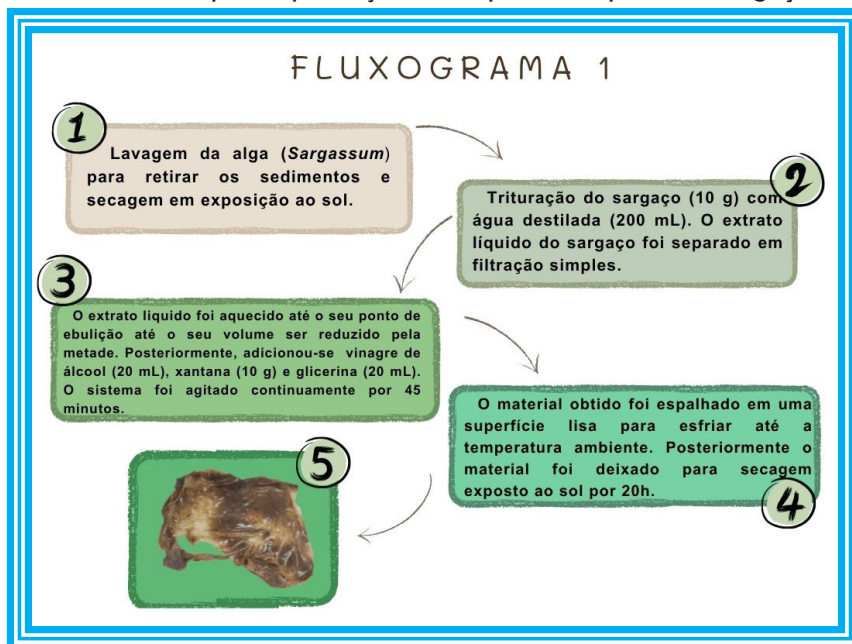 FLUXOGRAMA 1
1
Lavagem da alga (Sargassum)
para retirar os sedimentos e
secagem em exposição ao sol.
2
Trituração do sargaço (10 g) com
água destilada (200 mL). O extrato
líquido do sargaço foi separado em
filtração simples.
3
O extrato liquido foi aquecido até o seu ponto de
ebulição até o seu volume ser reduzido pela
metade. Posteriormente, adicionou-se vinagre de
álcool (20 mL), xantana (10 g) e glicerina (20 mL).
O sistema foi agitado continuamente por 45
minutos.
O material obtido foi espalhado em uma
superfície lisa para esfriar até a
temperatura ambiente. Posteriormente o
material foi deixado para secagem
exposto ao sol por 20h.
4
5